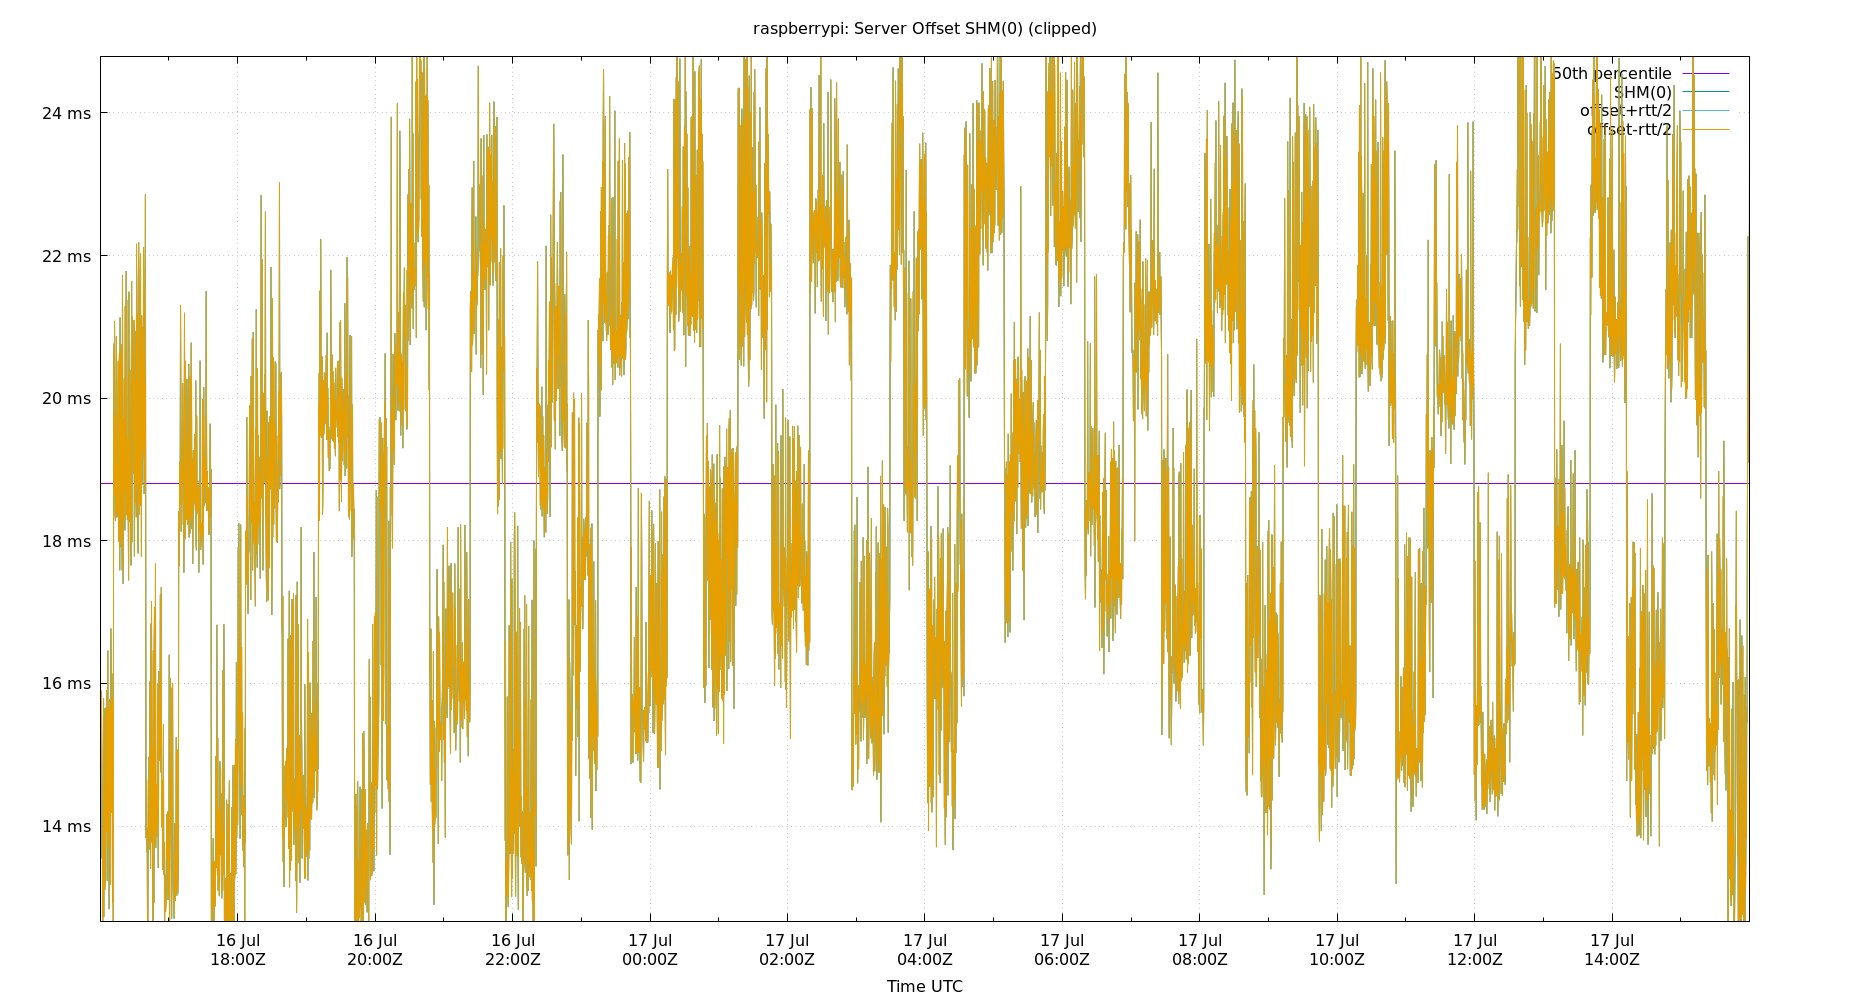 raspberrypi: Server Offset SHM(0) (clipped)
50th percentile
SHM(0)
offset+rtt/2
offset-rtt/2
24 ms
22 ms
20 ms
18 ms
16 ms
14 ms
16 Jul 16 Jul 16 Jul 17 Jul 17 Jul 17 Jul 17 Jul 17 Jul 17 Jul 17 Jul 17 Jul
18:00Z 20:00Z 22:00Z 00:00Z 02:00Z 04:00Z 06:00Z 08:00Z 10:00Z 12:00Z 14:00Z
Time UTC